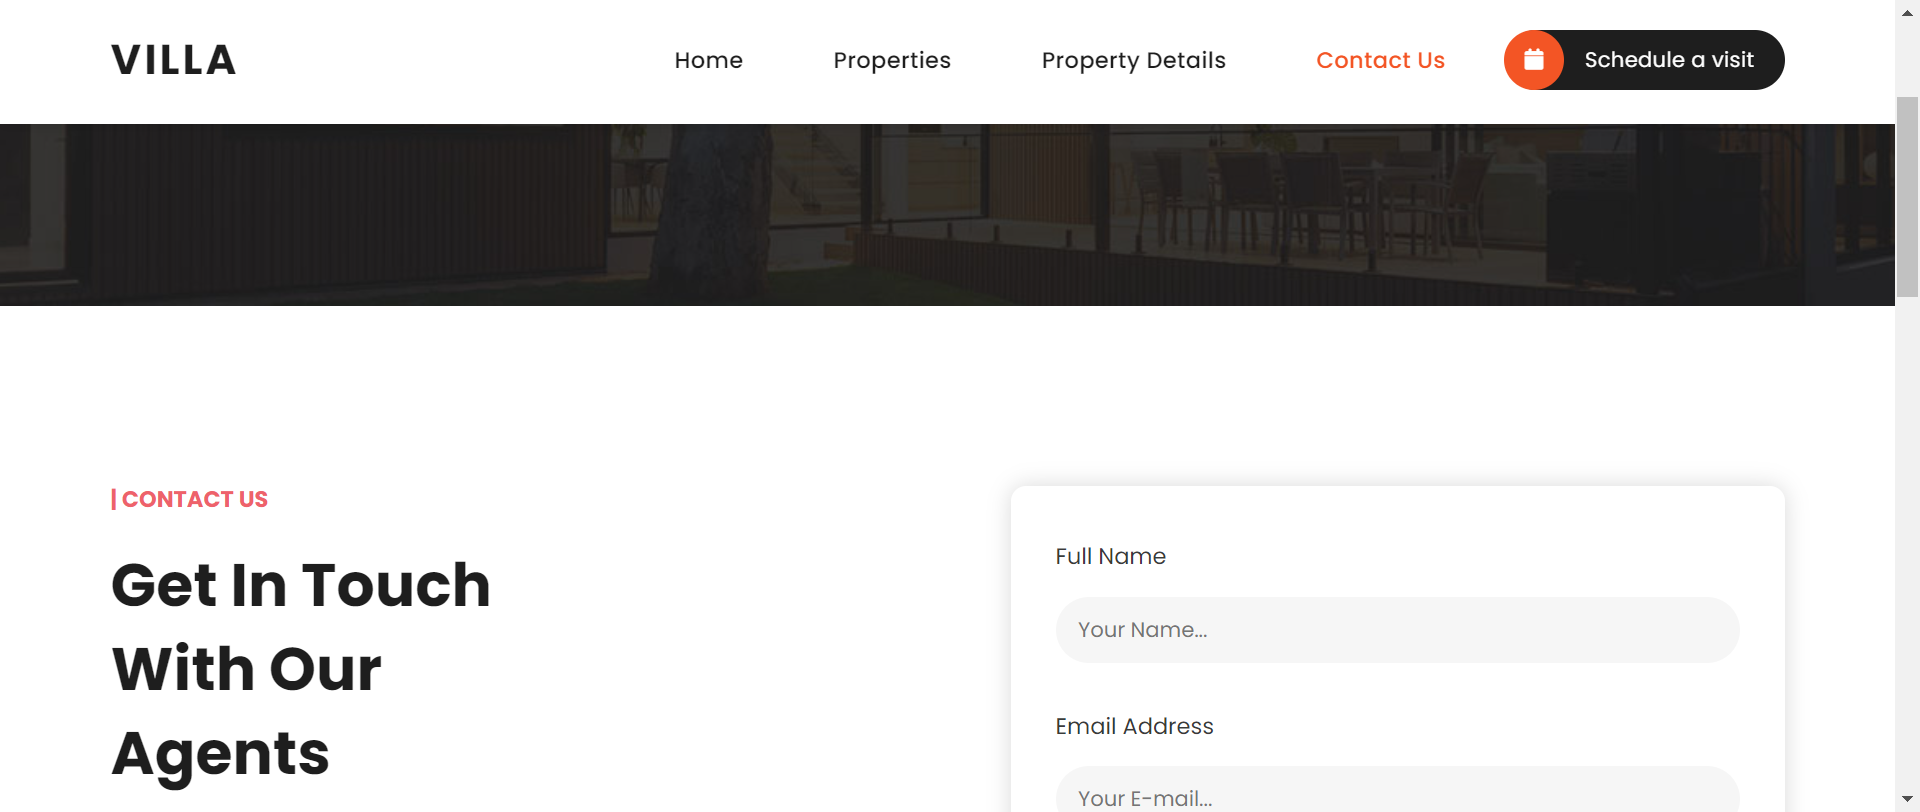 VILLA
Home
Properties
Property Details
Contact Us
Schedule a visit
| CONTACT US
Get In Touch
With Our
Agents
Full Name
Your Name...
Email Address
Your E-mail...